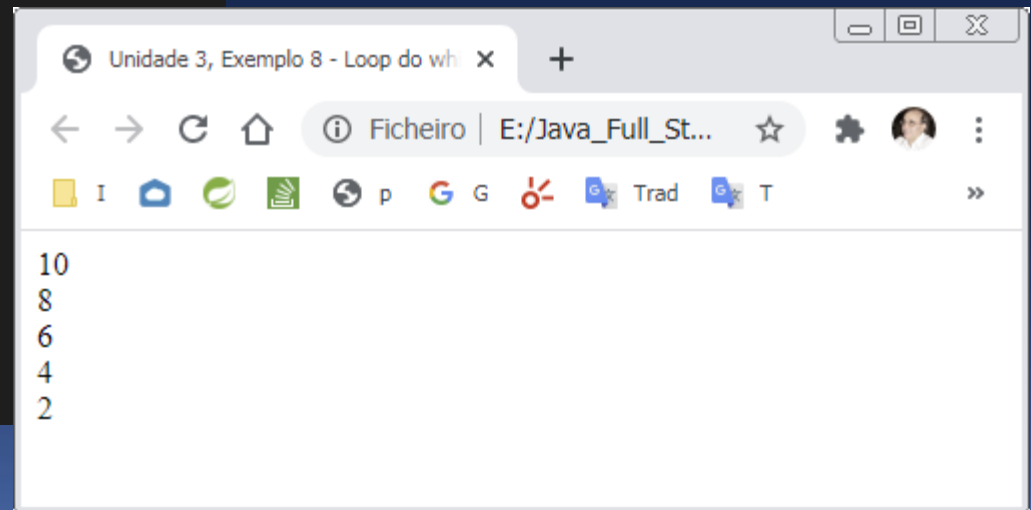 Unidade 3, Exemplo 8 - Loop do wh
Ficheiro | E:/Java_Full_St...
I p G G Trad G T
10
8
6
4
2